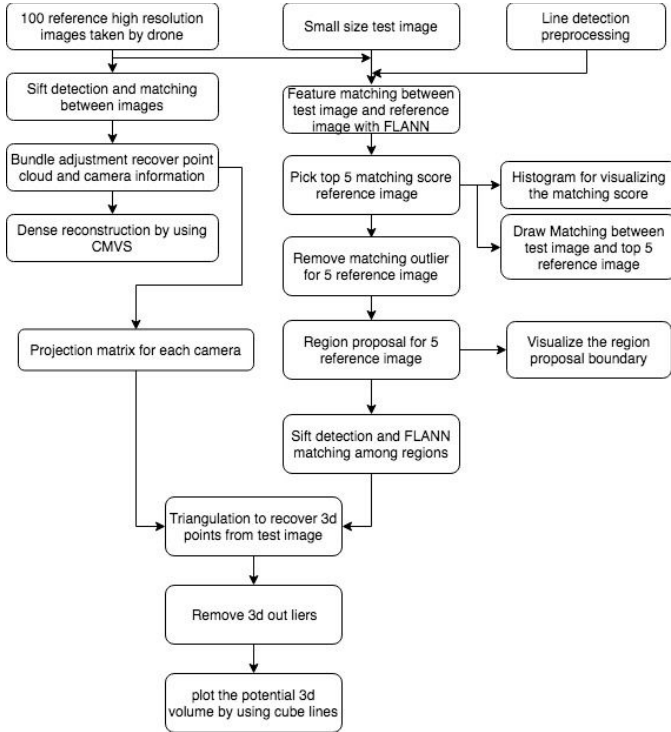 100 reference high resolution
images taken by drone
Small size test image
Line detection
preprocessing
Sift detection and matching
between images
Feature matching between
test image and reference
image with FLANN
Bundle adjustment recover point
cloud and camera information
Pick top 5 matching score
reference image
Histogram for visualizing
the matching score
Dense reconstruction by using
CMVS
Draw Matching between
test image and top 5
reference image
Remove matching outlier
for 5 reference image
Projection matrix for each camera
Region proposal for 5
reference image
Visualize the region
proposal boundary
Sift detection and FLANN
matching among regions
Triangulation to recover 3d
points from test image
Remove 3d out liers
plot the potential 3d
volume by using cube lines